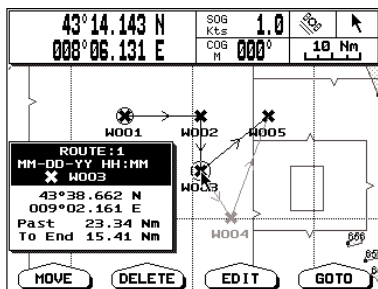 43°14.143 N
008°06.131 E
SOG
Kts
1.0
COG
M
000°
10 Nm
W001
W002
W005
W003
W004
ROUTE:1
MM-DD-YY HH:MM
W003
43°38.662 N
009°02.161 E
Past 23.34 Nm
To End 15.41 Nm
656
MOVE
DELETE
EDIT
GOTO